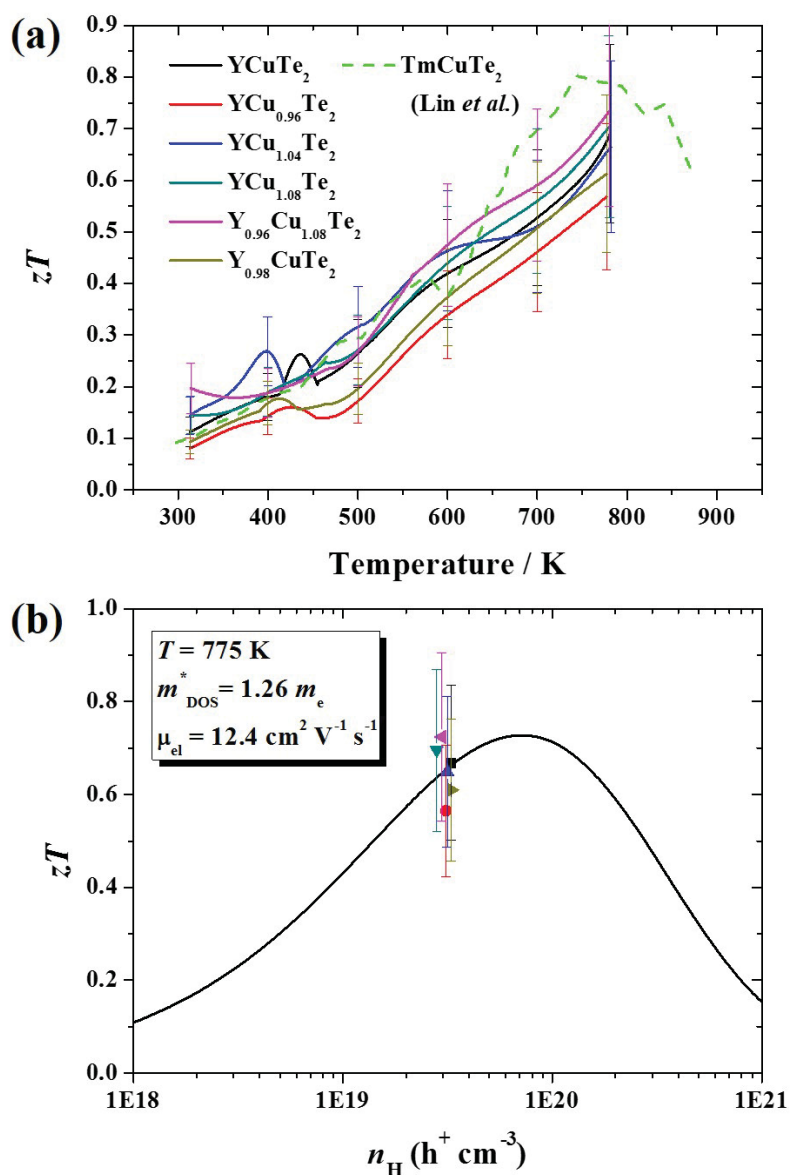 (a)
0.9
0.8
0.7
0.6
0.5
0.4
0.3
0.2
0.1
0.0
zT
YCuTe₂
TmCuTe₂
YCu₀.₉₆Te₂
(Lin et al.)
YCu₁.₀₄Te₂
YCu₁.₀₈Te₂
Y₀.₉₆Cu₁.₀₈Te₂
Y₀.₉₈CuTe₂
300 400 500 600 700 800 900
Temperature / K
(b)
1.0
0.8
0.6
0.4
0.2
0.0
zT
T = 775 K
m*DOS = 1.26 mₑ
μel = 12.4 cm² V⁻¹ s⁻¹
1E18 1E19 1E20 1E21
nH (h⁺ cm⁻³)